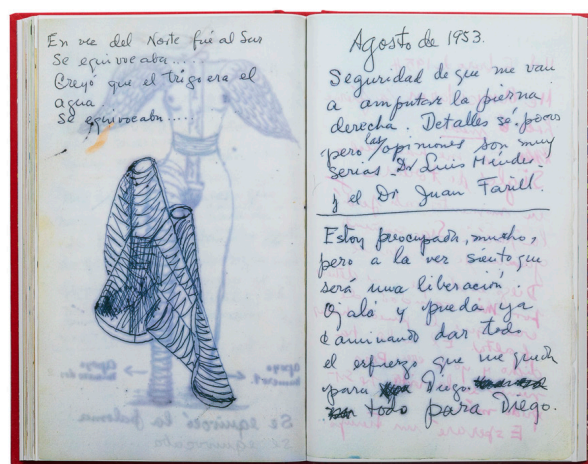 En vez del Norte fué al Sur
Se equivocaba.....
Creyó que el trigo era el
agua.
Se equivocaba.....
Agosto de 1953.
Seguridad de que me van
a amputar la pierna
derecha. Detalles sé pocos
pero las opiniones son muy
serias. Dr Luis Méndez
y el Dr Juan Farill.
Estoy preocupada, mucho,
pero a la vez siento que
será una liberación.
Ojalá y pueda ya
caminando dar todo
el esfuerzo que me queda
para Diego.
todo para Diego.
Se equivocó la paloma
se equivocaba